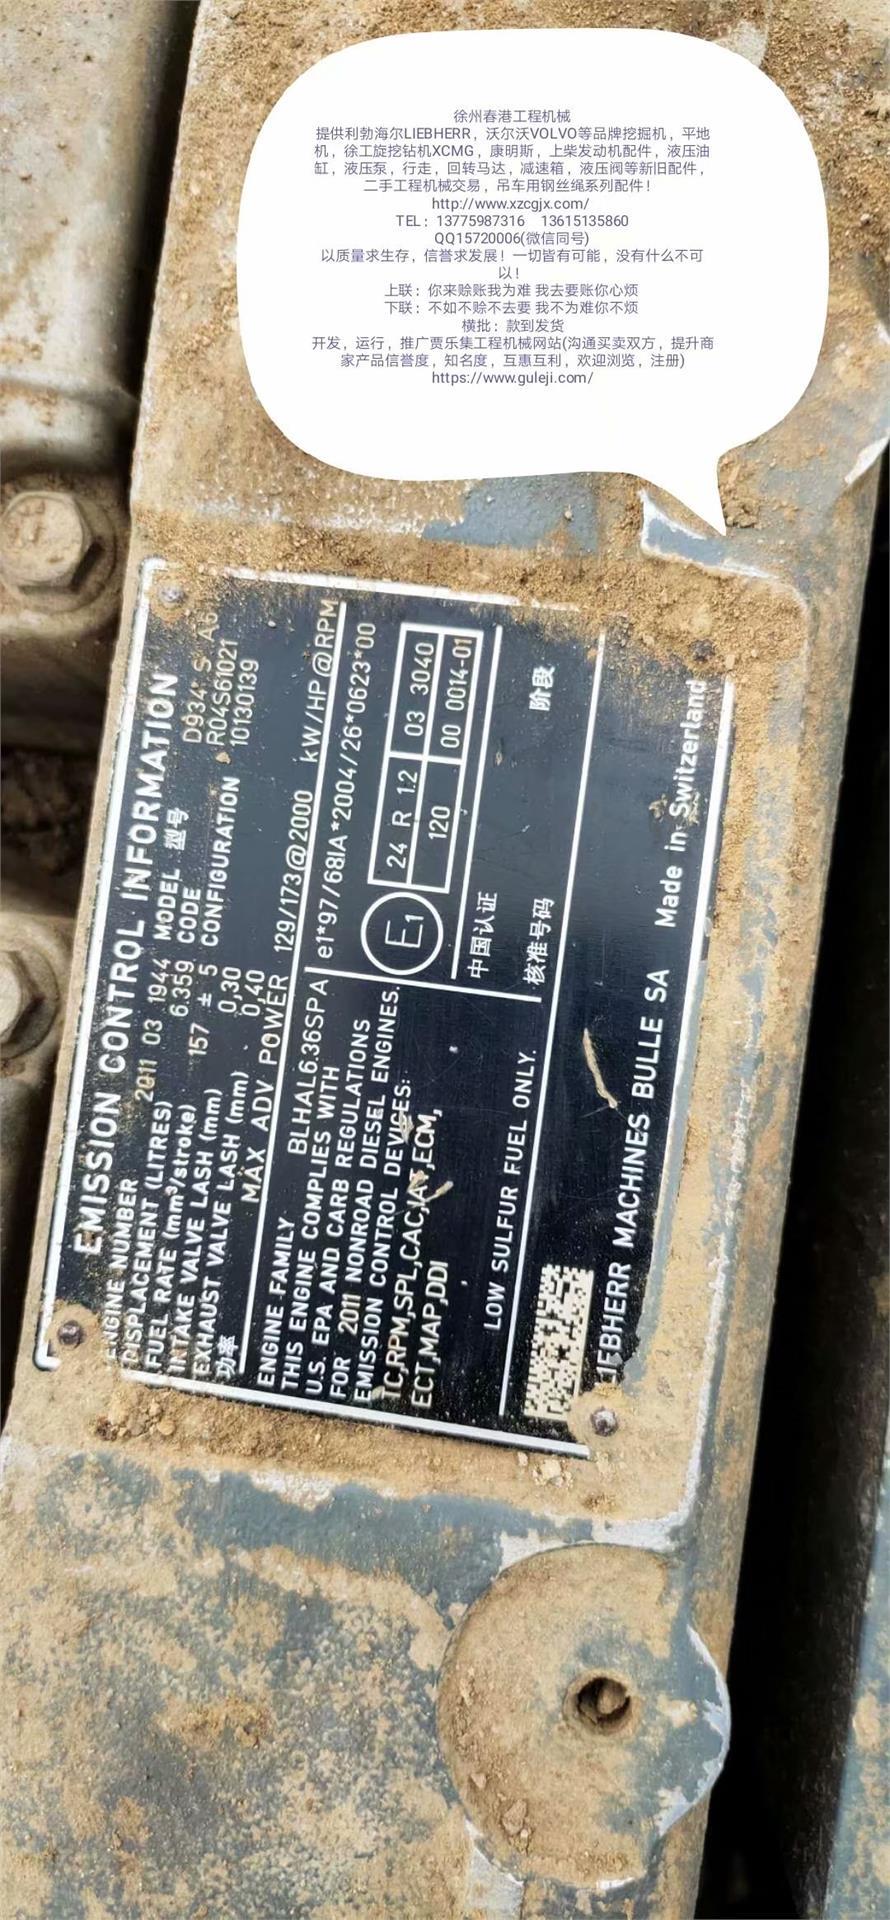 徐州春港工程机械
提供利勃海尔LIEBHERR，沃尔沃VOLVO等品牌挖掘机，平地
机，徐工旋挖钻机XCMG，康明斯，上柴发动机配件，液压油
缸，液压泵，行走，回转马达，减速箱，液压阀等新旧配件，
二手工程机械交易，吊车用钢丝绳系列配件！
http://www.xzcgjx.com/
TEL：13775987316 13615135860
QQ15720006(微信同号)
以质量求生存，信誉求发展！一切皆有可能，没有什么不可
以！
上联：你来赊账我为难 我去要账你心烦
下联：不如不赊不去要 我不为难你不烦
横批：款到发货
开发，运行，推广贾乐集工程机械网站(沟通买卖双方，提升商
家产品信誉度，知名度，互惠互利，欢迎浏览，注册)
https://www.guleji.com/
EMISSION CONTROL INFORMATION
ENGINE NUMBER 2011 03 1944 MODEL 型号 D934 S A6
DISPLACEMENT (LITRES) 6.359 CODE R04S61021
FUEL RATE (mm³/stroke) 157 ± 5 CONFIGURATION 10130139
INTAKE VALVE LASH (mm) 0,30
EXHAUST VALVE LASH (mm) 0,40
功率 MAX ADV POWER 129/173@2000 kW/HP@RPM
ENGINE FAMILY BLHAL6.36SPA
THIS ENGINE COMPLIES WITH
U.S. EPA AND CARB REGULATIONS
FOR 2011 NONROAD DIESEL ENGINES.
EMISSION CONTROL DEVICES:
TC,RPM,SPL,CAC,IAT,ECM,
ECT,MAP,DDI
LOW SULFUR FUEL ONLY.
e1*97/68IA*2004/26*0623*00
E1
24 R 1.2 03 3040
120 00 0014-01
中国认证 阶段
核准号码
LIEBHERR MACHINES BULLE SA Made in Switzerland